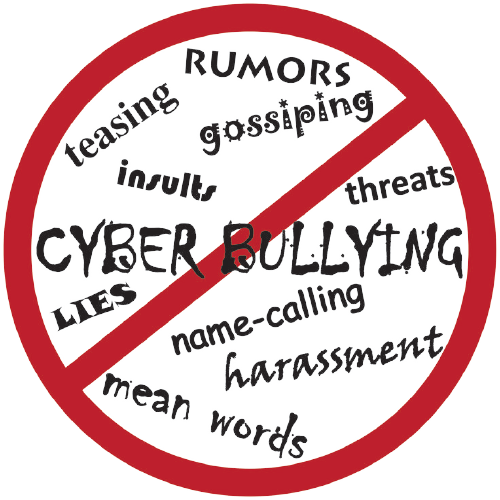 RUMORS
teasing
gossiping
insults
threats
CYBER BULLYING
LIES
name-calling
harassment
mean words